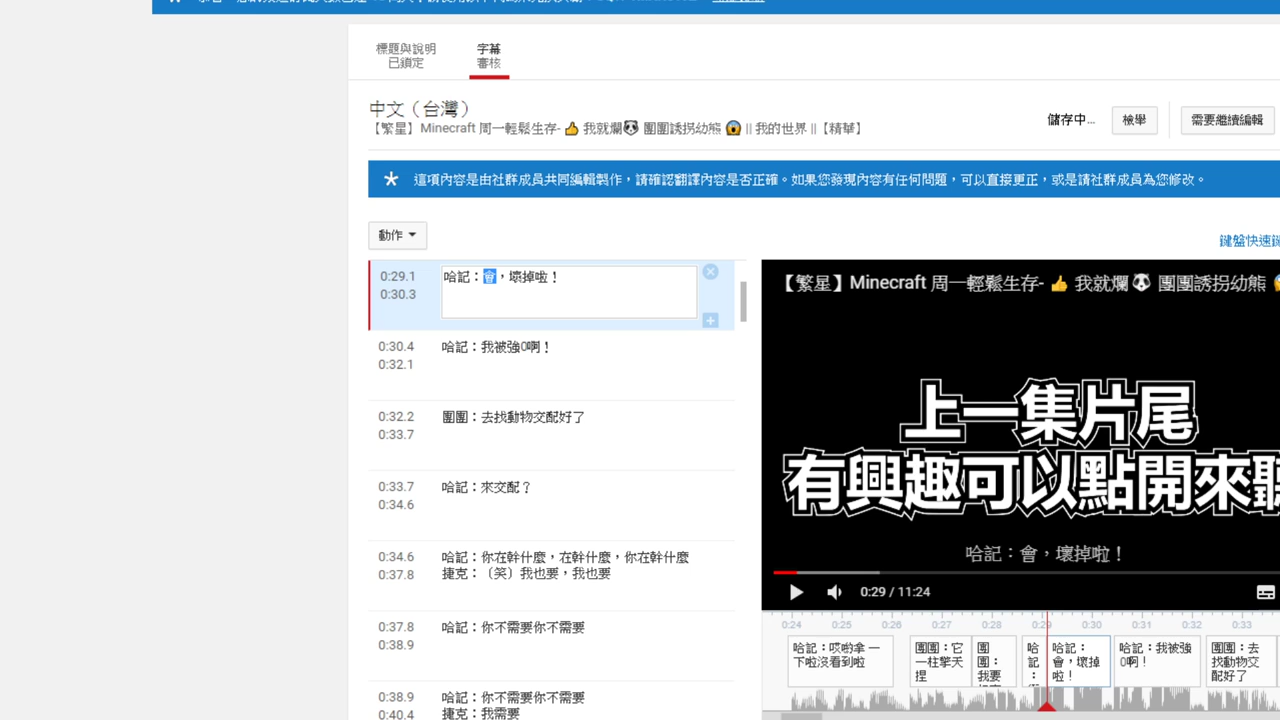 標題與說明
已鎖定
字幕
審核
中文（台灣）
【繁星】Minecraft 周一輕鬆生存- 👍 我就爛🐼 團團誘拐幼熊 😱 || 我的世界 ||【精華】
儲存中...
檢舉
需要繼續編輯
這項內容是由社群成員共同編輯製作，請確認翻譯內容是否正確。如果您發現內容有任何問題，可以直接更正，或是請社群成員為您修改。
動作
鍵盤快速鍵
0:29.1
0:30.3
哈記：會，壞掉啦！
0:30.4
0:32.1
哈記：我被強0啊！
0:32.2
0:33.7
團團：去找動物交配好了
0:33.7
0:34.6
哈記：來交配？
0:34.6
0:37.8
哈記：你在幹什麼，在幹什麼，你在幹什麼
捷克：（笑）我也要，我也要
0:37.8
0:38.9
哈記：你不需要你不需要
0:38.9
0:40.4
哈記：你不需要你不需要
捷克：我需要
【繁星】Minecraft 周一輕鬆生存- 👍 我就爛🐼 團團誘拐幼熊
上一集片尾
有興趣可以點開來聽
哈記：會，壞掉啦！
0:29 / 11:24
0:24 0:25 0:26 0:27 0:28 0:29 0:30 0:31 0:32 0:33
哈記：哎喲拿 一
下啦沒看到啦
團團：它
一柱擎天
捏
團
團：
我要
哈
記
：
哈記：
會，壞掉
啦！
哈記：我被強
0啊！
團團：去
找動物交
配好了